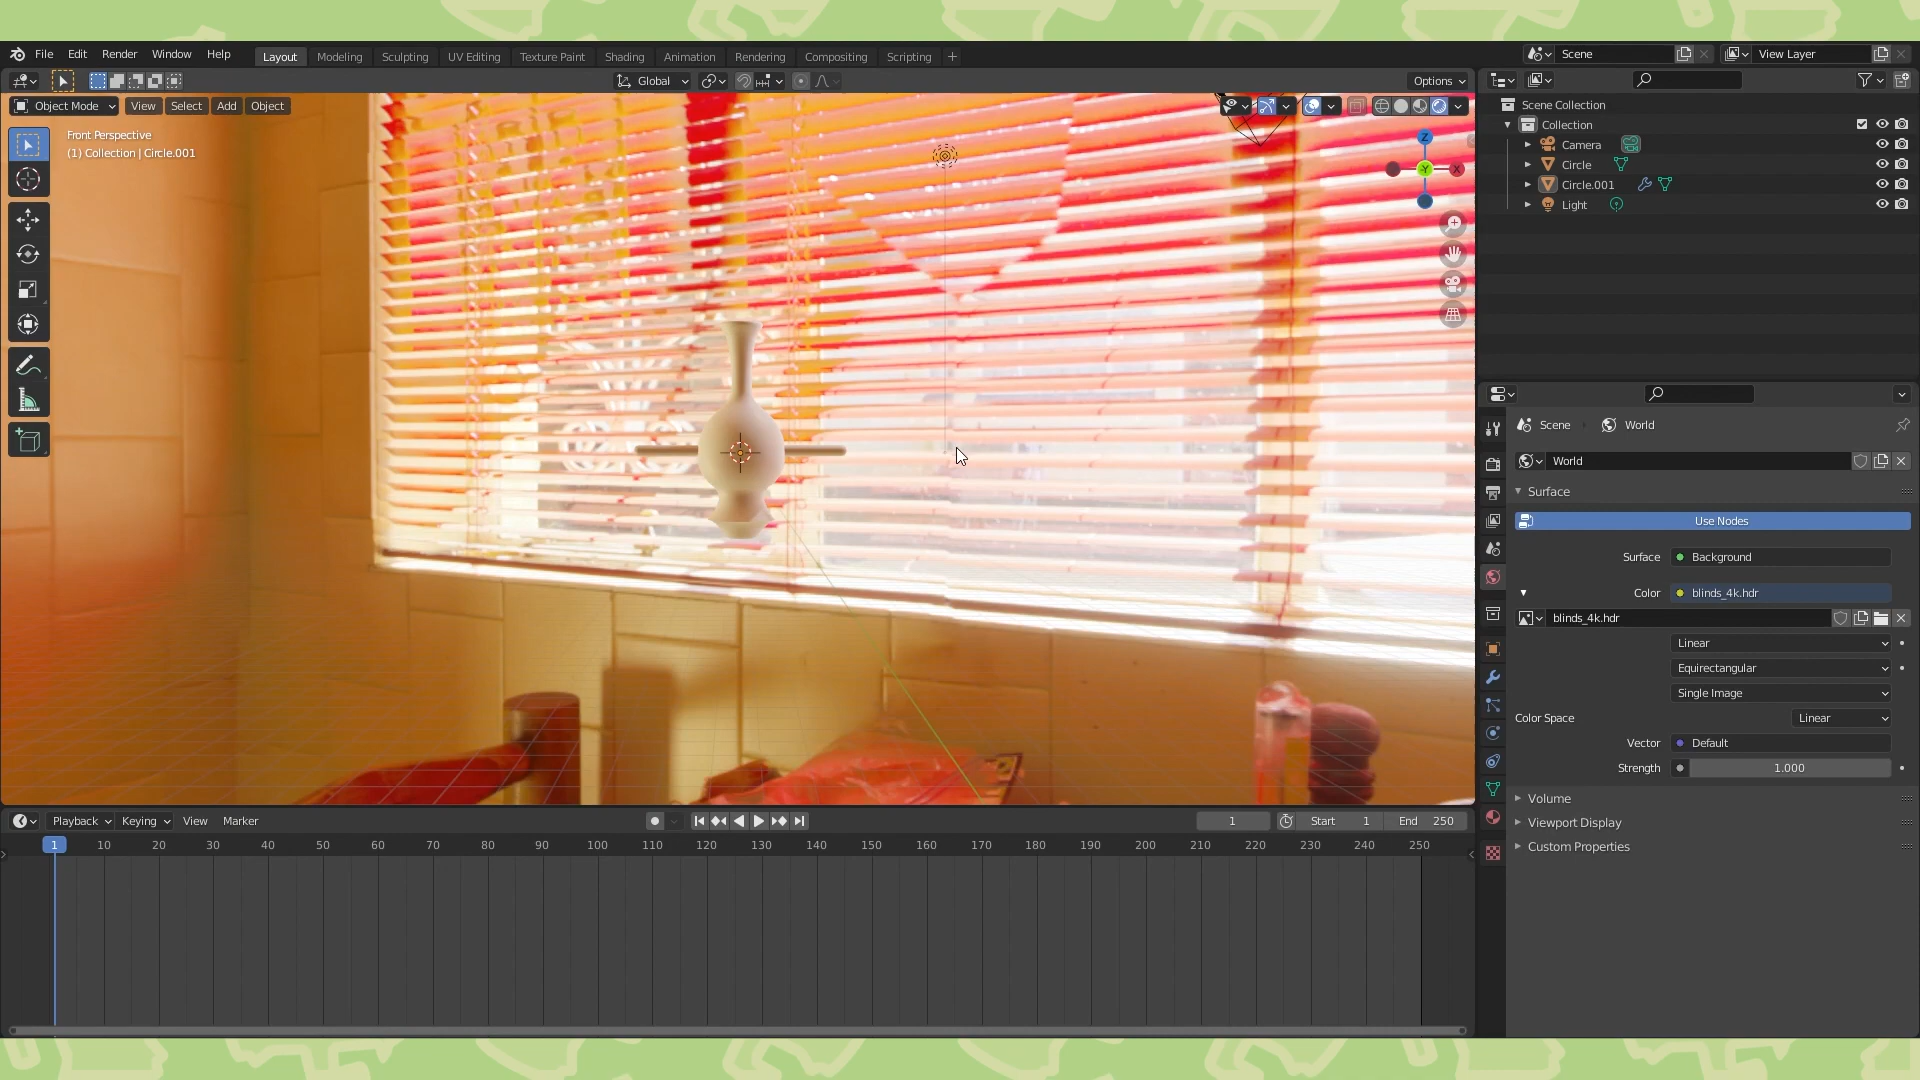 File Edit Render Window Help Layout Modeling Sculpting UV Editing Texture Paint Shading Animation Rendering Compositing Scripting + Scene View Layer
Global Options
Object Mode View Select Add Object
Front Perspective
(1) Collection | Circle.001
Z
Y
X
Scene Collection
Collection
Camera
Circle
Circle.001
Light
Scene World
World
Surface
Use Nodes
Surface Background
Color blinds_4k.hdr
blinds_4k.hdr
Linear
Equirectangular
Single Image
Color Space Linear
Vector Default
Strength 1.000
Volume
Viewport Display
Custom Properties
Playback Keying View Marker 1 Start 1 End 250
1 10 20 30 40 50 60 70 80 90 100 110 120 130 140 150 160 170 180 190 200 210 220 230 240 250